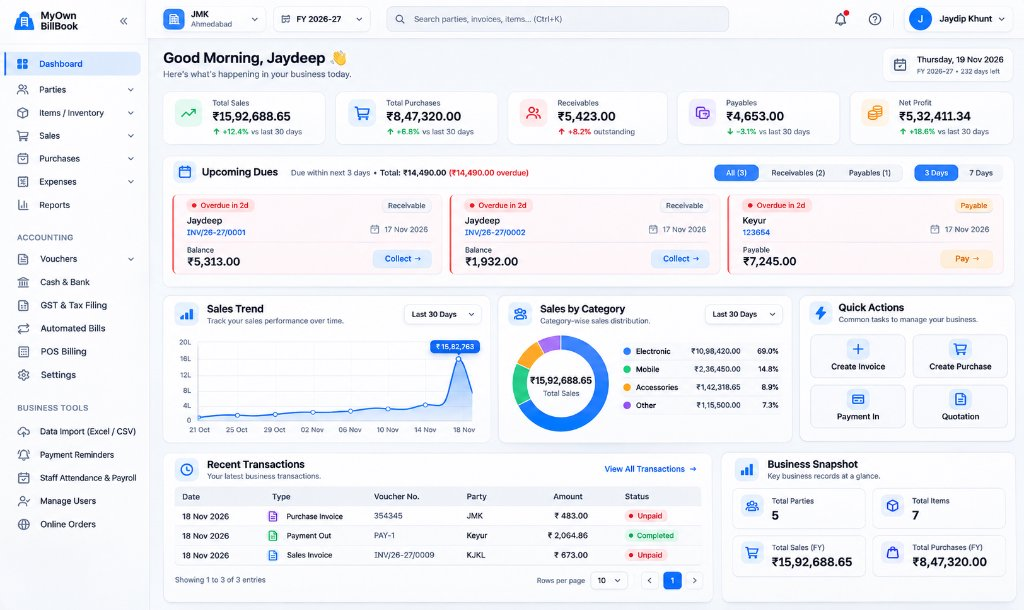 MyOwn
BillBook
JMK
Ahmedabad
FY 2026-27
Search parties, invoices, items... (Ctrl+K)
J
Jaydip Khunt
Dashboard
Parties
Items / Inventory
Sales
Purchases
Expenses
Reports
ACCOUNTING
Vouchers
Cash & Bank
GST & Tax Filing
Automated Bills
POS Billing
Settings
BUSINESS TOOLS
Data Import (Excel / CSV)
Payment Reminders
Staff Attendance & Payroll
Manage Users
Online Orders
Good Morning, Jaydeep 👋
Here's what's happening in your business today.
Thursday, 19 Nov 2026
FY 2026-27 • 232 days left
Total Sales
₹15,92,688.65
↑ +12.4% vs last 30 days
Total Purchases
₹8,47,320.00
↑ +6.8% vs last 30 days
Receivables
₹5,423.00
↑ +8.2% outstanding
Payables
₹4,653.00
↓ -3.1% vs last 30 days
Net Profit
₹5,32,411.34
↑ +18.6% vs last 30 days
Upcoming Dues
Due within next 3 days • Total: ₹14,490.00 (₹14,490.00 overdue)
All (3)
Receivables (2)
Payables (1)
3 Days
7 Days
Overdue in 2d
Receivable
Jaydeep
INV/26-27/0001
17 Nov 2026
Balance
₹5,313.00
Collect →
Overdue in 2d
Receivable
Jaydeep
INV/26-27/0002
17 Nov 2026
Balance
₹1,932.00
Collect →
Overdue in 2d
Payable
Keyur
123654
17 Nov 2026
Payable
₹7,245.00
Pay →
Sales Trend
Track your sales performance over time.
Last 30 Days
₹15,82,763
20L
16L
12L
8L
4L
0
21 Oct
25 Oct
29 Oct
02 Nov
06 Nov
10 Nov
14 Nov
18 Nov
Sales by Category
Category-wise sales distribution.
Last 30 Days
₹15,92,688.65
Total Sales
Electronic ₹10,98,420.00 69.0%
Mobile ₹2,36,450.00 14.8%
Accessories ₹1,42,318.65 8.9%
Other ₹1,15,500.00 7.3%
Quick Actions
Common tasks to manage your business.
Create Invoice
Create Purchase
Payment In
Quotation
Recent Transactions
Your latest business transactions.
View All Transactions →
Date Type Voucher No. Party Amount Status
18 Nov 2026 Purchase Invoice 354345 JMK ₹ 483.00 Unpaid
18 Nov 2026 Payment Out PAY-1 Keyur ₹ 2,064.86 Completed
18 Nov 2026 Sales Invoice INV/26-27/0009 KJKL ₹ 673.00 Unpaid
Showing 1 to 3 of 3 entries
Rows per page
10
1
Business Snapshot
Key business records at a glance.
Total Parties
5
Total Items
7
Total Sales (FY)
₹15,92,688.65
Total Purchases (FY)
₹8,47,320.00